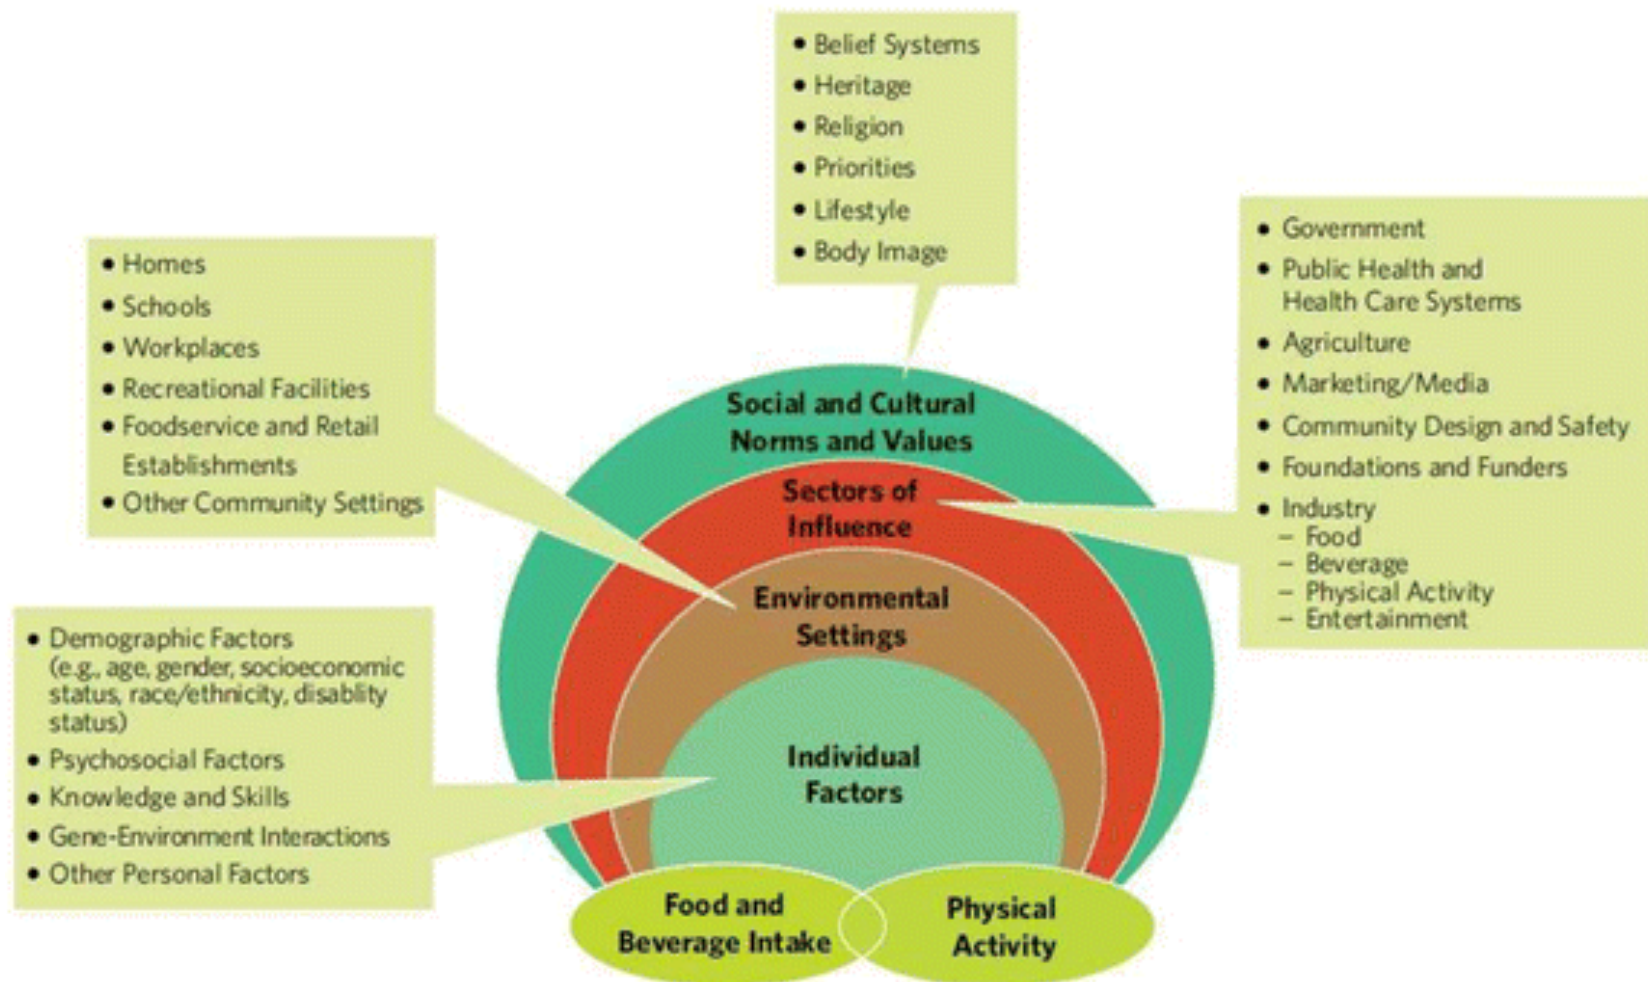 • Belief Systems
• Heritage
• Religion
• Priorities
• Lifestyle
• Body Image
• Homes
• Schools
• Workplaces
• Recreational Facilities
• Foodservice and Retail
Establishments
• Other Community Settings
• Government
• Public Health and
Health Care Systems
• Agriculture
• Marketing/Media
• Community Design and Safety
• Foundations and Funders
• Industry
– Food
– Beverage
– Physical Activity
– Entertainment
• Demographic Factors
(e.g., age, gender, socioeconomic
status, race/ethnicity, disablity
status)
• Psychosocial Factors
• Knowledge and Skills
• Gene-Environment Interactions
• Other Personal Factors
Social and Cultural
Norms and Values
Sectors of
Influence
Environmental
Settings
Individual
Factors
Food and
Beverage Intake
Physical
Activity